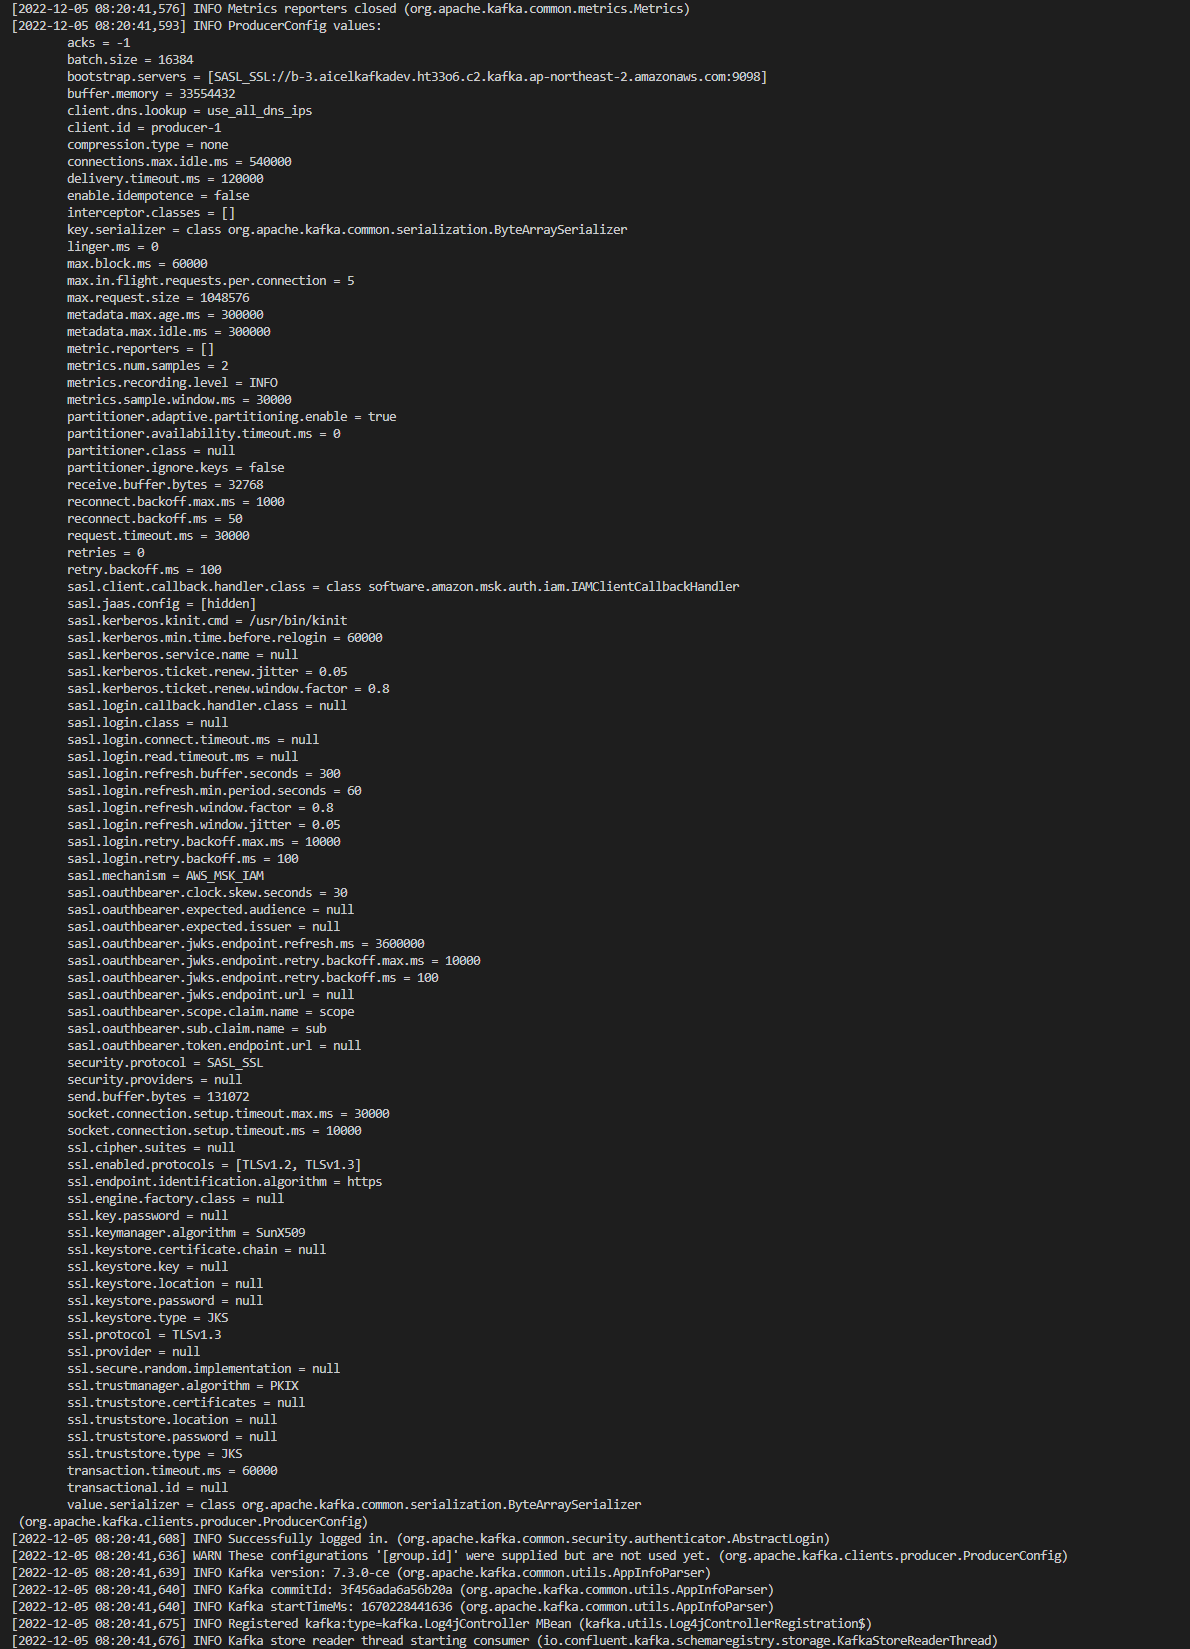 [2022-12-05 08:20:41,576] INFO Metrics reporters closed (org.apache.kafka.common.metrics.Metrics)
[2022-12-05 08:20:41,593] INFO ProducerConfig values:
acks = -1
batch.size = 16384
bootstrap.servers = [SASL_SSL://b-3.aicelkafkadev.ht33o6.c2.kafka.ap-northeast-2.amazonaws.com:9098]
buffer.memory = 33554432
client.dns.lookup = use_all_dns_ips
client.id = producer-1
compression.type = none
connections.max.idle.ms = 540000
delivery.timeout.ms = 120000
enable.idempotence = false
interceptor.classes = []
key.serializer = class org.apache.kafka.common.serialization.ByteArraySerializer
linger.ms = 0
max.block.ms = 60000
max.in.flight.requests.per.connection = 5
max.request.size = 1048576
metadata.max.age.ms = 300000
metadata.max.idle.ms = 300000
metric.reporters = []
metrics.num.samples = 2
metrics.recording.level = INFO
metrics.sample.window.ms = 30000
partitioner.adaptive.partitioning.enable = true
partitioner.availability.timeout.ms = 0
partitioner.class = null
partitioner.ignore.keys = false
receive.buffer.bytes = 32768
reconnect.backoff.max.ms = 1000
reconnect.backoff.ms = 50
request.timeout.ms = 30000
retries = 0
retry.backoff.ms = 100
sasl.client.callback.handler.class = class software.amazon.msk.auth.iam.IAMClientCallbackHandler
sasl.jaas.config = [hidden]
sasl.kerberos.kinit.cmd = /usr/bin/kinit
sasl.kerberos.min.time.before.relogin = 60000
sasl.kerberos.service.name = null
sasl.kerberos.ticket.renew.jitter = 0.05
sasl.kerberos.ticket.renew.window.factor = 0.8
sasl.login.callback.handler.class = null
sasl.login.class = null
sasl.login.connect.timeout.ms = null
sasl.login.read.timeout.ms = null
sasl.login.refresh.buffer.seconds = 300
sasl.login.refresh.min.period.seconds = 60
sasl.login.refresh.window.factor = 0.8
sasl.login.refresh.window.jitter = 0.05
sasl.login.retry.backoff.max.ms = 10000
sasl.login.retry.backoff.ms = 100
sasl.mechanism = AWS_MSK_IAM
sasl.oauthbearer.clock.skew.seconds = 30
sasl.oauthbearer.expected.audience = null
sasl.oauthbearer.expected.issuer = null
sasl.oauthbearer.jwks.endpoint.refresh.ms = 3600000
sasl.oauthbearer.jwks.endpoint.retry.backoff.max.ms = 10000
sasl.oauthbearer.jwks.endpoint.retry.backoff.ms = 100
sasl.oauthbearer.jwks.endpoint.url = null
sasl.oauthbearer.scope.claim.name = scope
sasl.oauthbearer.sub.claim.name = sub
sasl.oauthbearer.token.endpoint.url = null
security.protocol = SASL_SSL
security.providers = null
send.buffer.bytes = 131072
socket.connection.setup.timeout.max.ms = 30000
socket.connection.setup.timeout.ms = 10000
ssl.cipher.suites = null
ssl.enabled.protocols = [TLSv1.2, TLSv1.3]
ssl.endpoint.identification.algorithm = https
ssl.engine.factory.class = null
ssl.key.password = null
ssl.keymanager.algorithm = SunX509
ssl.keystore.certificate.chain = null
ssl.keystore.key = null
ssl.keystore.location = null
ssl.keystore.password = null
ssl.keystore.type = JKS
ssl.protocol = TLSv1.3
ssl.provider = null
ssl.secure.random.implementation = null
ssl.trustmanager.algorithm = PKIX
ssl.truststore.certificates = null
ssl.truststore.location = null
ssl.truststore.password = null
ssl.truststore.type = JKS
transaction.timeout.ms = 60000
transactional.id = null
value.serializer = class org.apache.kafka.common.serialization.ByteArraySerializer
(org.apache.kafka.clients.producer.ProducerConfig)
[2022-12-05 08:20:41,608] INFO Successfully logged in. (org.apache.kafka.common.security.authenticator.AbstractLogin)
[2022-12-05 08:20:41,636] WARN These configurations '[group.id]' were supplied but are not used yet. (org.apache.kafka.clients.producer.ProducerConfig)
[2022-12-05 08:20:41,639] INFO Kafka version: 7.3.0-ce (org.apache.kafka.common.utils.AppInfoParser)
[2022-12-05 08:20:41,640] INFO Kafka commitId: 3f456ada6a56b20a (org.apache.kafka.common.utils.AppInfoParser)
[2022-12-05 08:20:41,640] INFO Kafka startTimeMs: 1670228441636 (org.apache.kafka.common.utils.AppInfoParser)
[2022-12-05 08:20:41,675] INFO Registered kafka:type=kafka.Log4jController MBean (kafka.utils.Log4jControllerRegistration$)
[2022-12-05 08:20:41,676] INFO Kafka store reader thread starting consumer (io.confluent.kafka.schemaregistry.storage.KafkaStoreReaderThread)